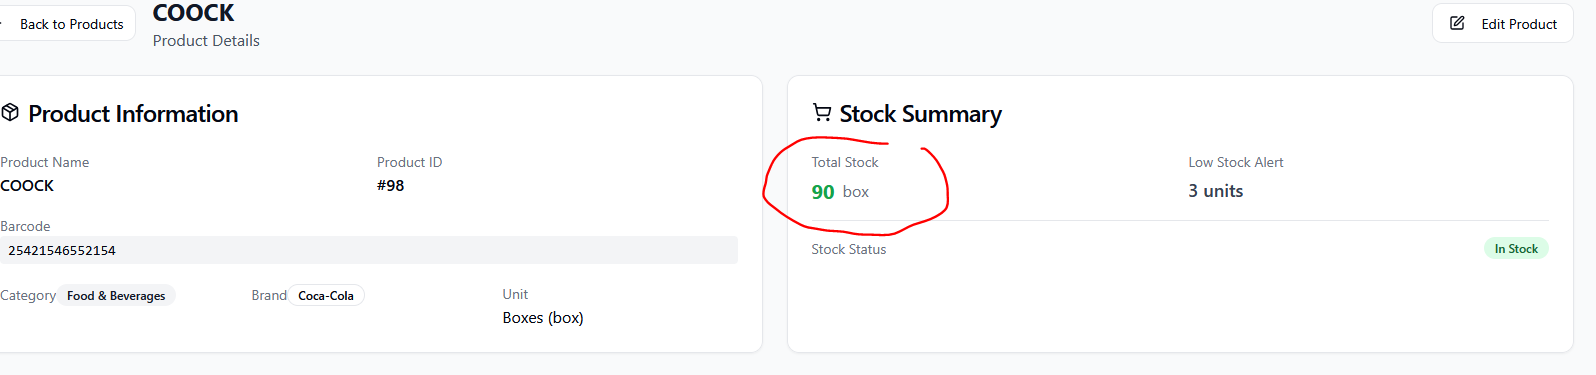 Back to Products
COOCK
Product Details
Edit Product
Product Information
Product Name
Product ID
COOCK
#98
Barcode
25421546552154
Category Food & Beverages
Brand Coca-Cola
Unit
Boxes (box)
Stock Summary
Total Stock
Low Stock Alert
90 box
3 units
Stock Status
In Stock